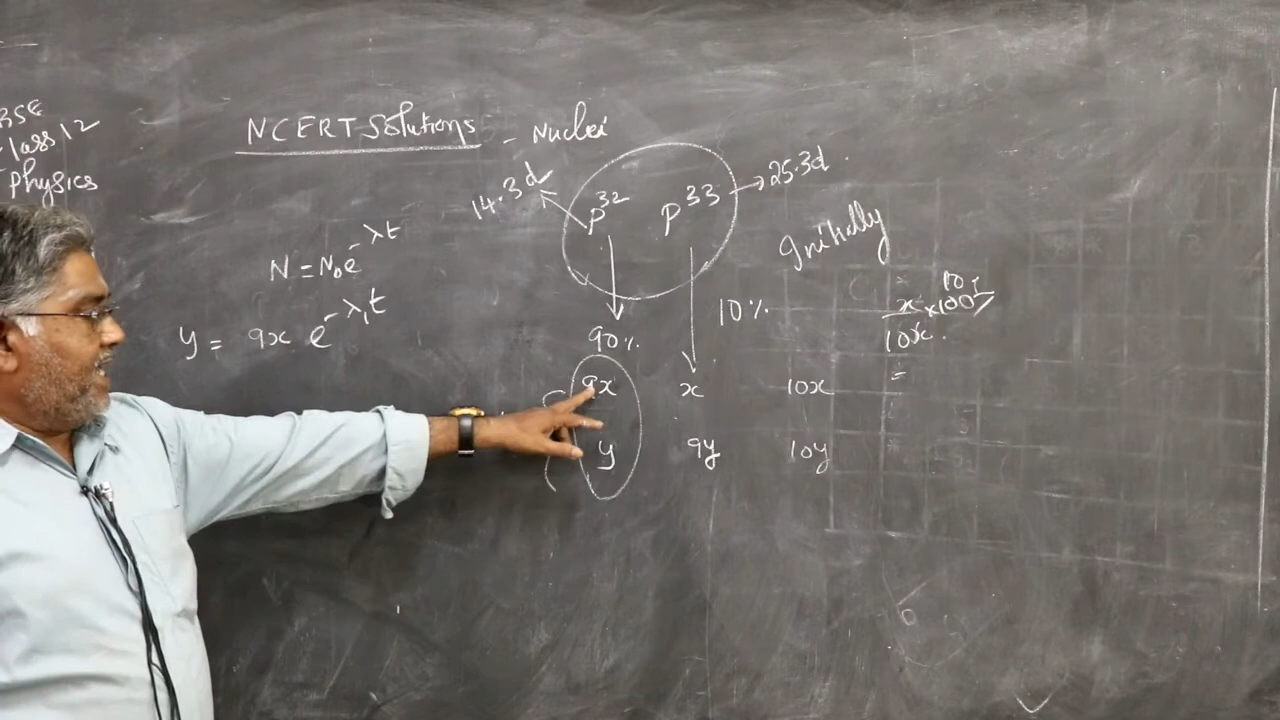 BSE
Class 12
Physics
NCERT Solutions - Nuclei
14.3d
P³² P³³
25.3d
N = N₀e^-λt
y = 9x e^-λ₁t
Initially
90%
10%
9x x 10x
y 9y 10y
= 10%
x/10x × 100
=